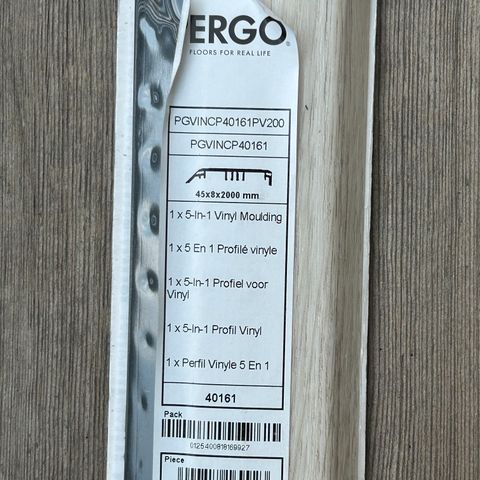 ERGO®
FLOORS FOR REAL LIFE
PGVINCP40161PV200
PGVINCP40161
45x8x2000 mm
1 x 5-In-1 Vinyl Moulding
1 x 5 En 1 Profilé vinyle
1 x 5-In-1 Profiel voor
Vinyl
1 x 5-In-1 Profil Vinyl
1 x Perfil Vinyle 5 En 1
40161
Pack
0125400818169927
Piece